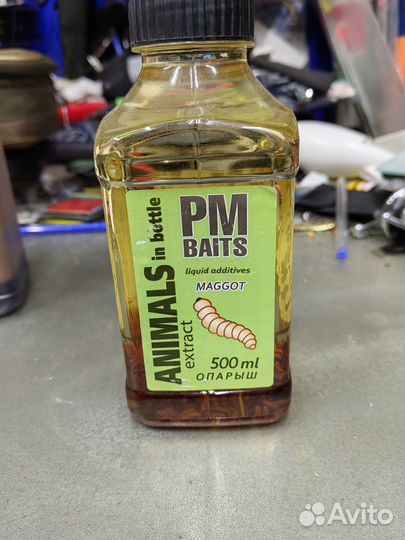 ANIMALS in bottle
extract
PM
BAITS
liquid additives
MAGGOT
500 ml
ОПАРЫШ
Avito